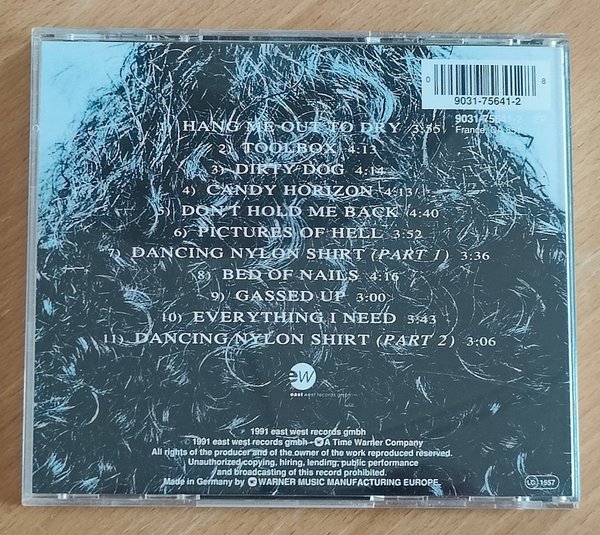 0 8
9031-75641-2
9031-75641-2
France:
1) HANG ME OUT TO DRY 3:55
2) TOOLBOX 4:13
3) DIRTY DOG 4:14
4) CANDY HORIZON 4:13
5) DON'T HOLD ME BACK 4:40
6) PICTURES OF HELL 3:52
7) DANCING NYLON SHIRT (PART 1) 3:36
8) BED OF NAILS 4:16
9) GASSED UP 3:00
10) EVERYTHING I NEED 3:43
11) DANCING NYLON SHIRT (PART 2) 3:06
ew
east west records gmbh
℗ 1991 east west records gmbh
© 1991 east west records gmbh - A Time Warner Company
All rights of the producer and of the owner of the work reproduced reserved.
Unauthorized copying, hiring, lending, public performance
and broadcasting of this record prohibited.
Made in Germany by WARNER MUSIC MANUFACTURING EUROPE.
LC 1557